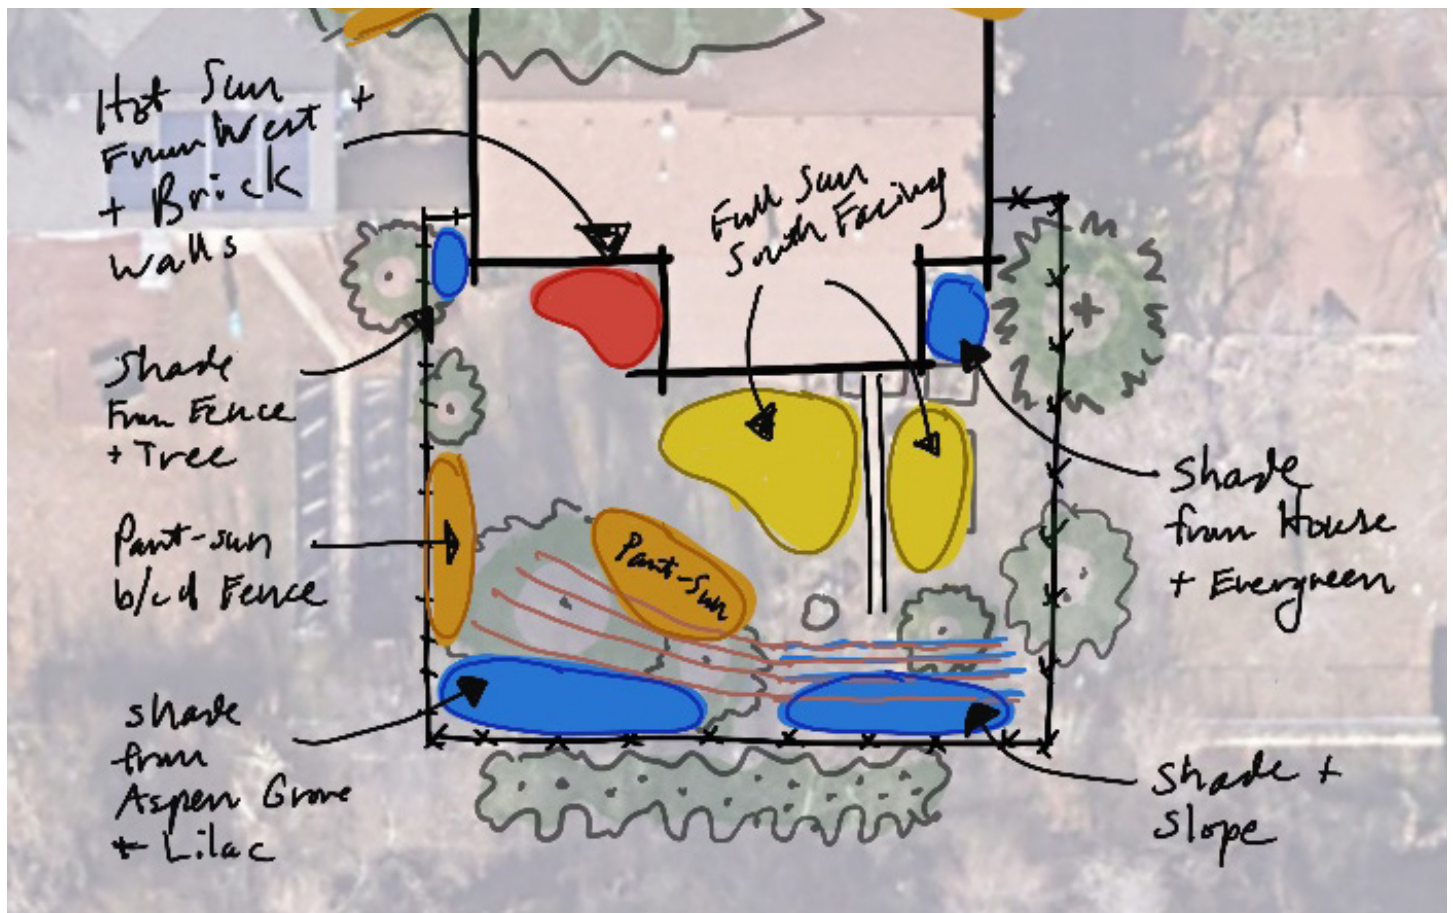 Hot Sun
From West +
+ Brick
Walls
Full Sun
South Facing
Shade
From Fence
+ Tree
Part-sun
b/cd Fence
Part-Sun
Shade
from House
+ Evergreen
Shade
from
Aspen Grove
+ Lilac
Shade +
Slope